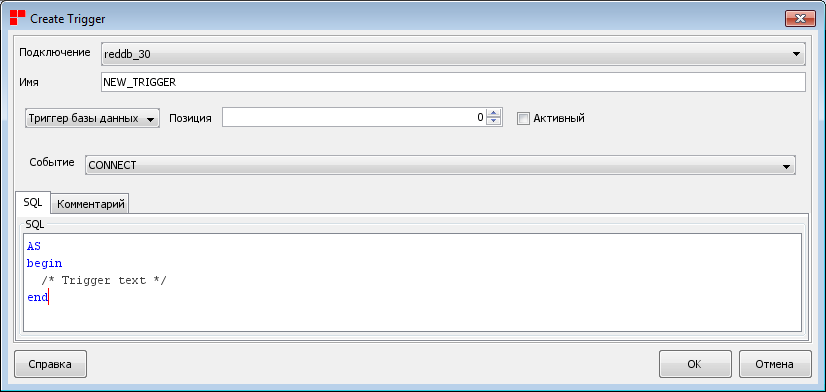 Create Trigger
Подключение reddb_30
Имя NEW_TRIGGER
Триггер базы данных Позиция 0 Активный
Событие CONNECT
SQL Комментарий
SQL
AS
begin
/* Trigger text */
end
Справка OK Отмена